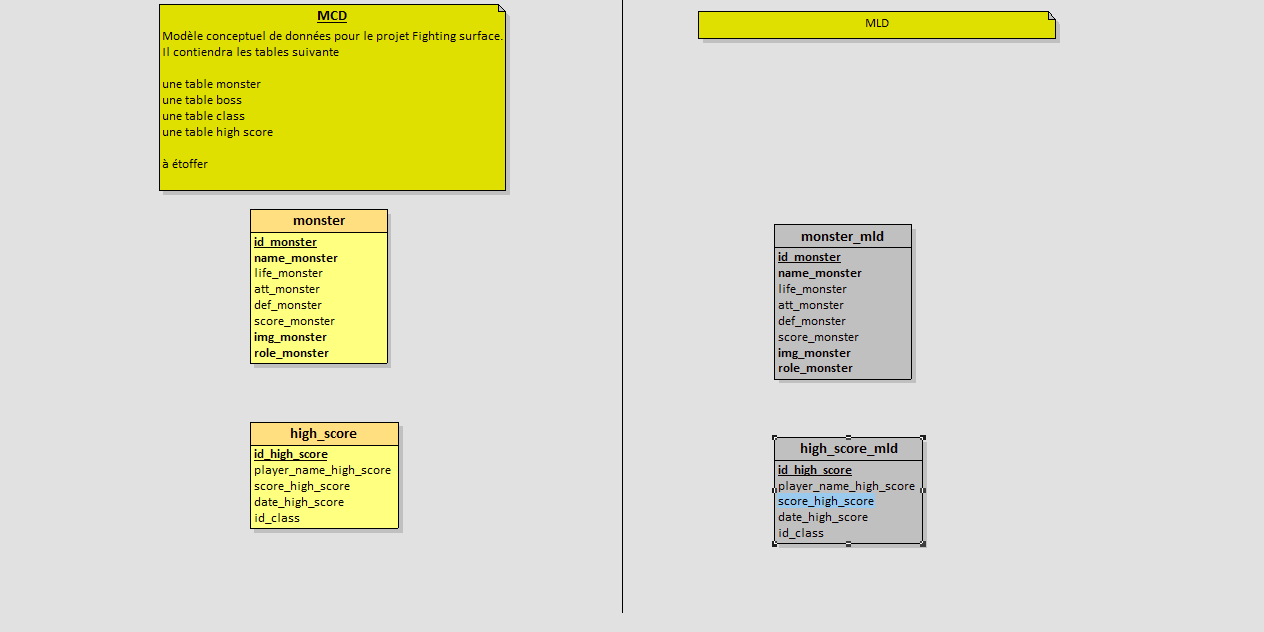 MCD
Modèle conceptuel de données pour le projet Fighting surface.
Il contiendra les tables suivante
une table monster
une table boss
une table class
une table high score
à étoffer
monster
id_monster
name_monster
life_monster
att_monster
def_monster
score_monster
img_monster
role_monster
high_score
id_high_score
player_name_high_score
score_high_score
date_high_score
id_class
MLD
monster_mld
id_monster
name_monster
life_monster
att_monster
def_monster
score_monster
img_monster
role_monster
high_score_mld
id_high_score
player_name_high_score
score_high_score
date_high_score
id_class